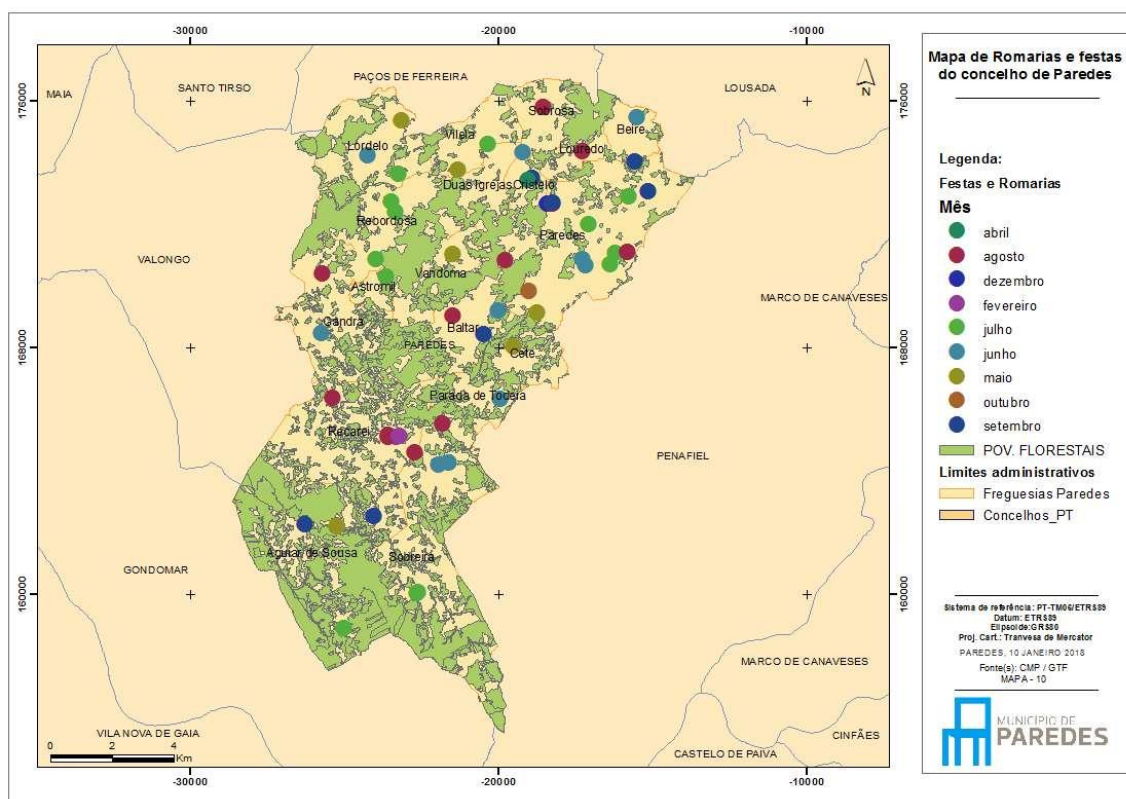 -30000
-20000
-10000
PAÇOS DE FERREIRA
MAIA
SANTO TIRSO
LOUSADA
N
170000
176000
Sobrosa
Beire
Vilela
Lordelo
Louredo
Duas Igrejas
Cristelo
Rebordosa
Paredes
VALONGO
Vandoma
Astromil
MARCO DE CANAVESES
Gandra
Baltar
168000
168000
PAREDES
Cete
Parada de Todeia
Recarei
PENAFIEL
Aguiar de Sousa
Sobreira
GONDOMAR
160000
160000
MARCO DE CANAVESES
VILA NOVA DE GAIA
CINFÃES
CASTELO DE PAIVA
0 2 4
Km
-30000
-20000
-10000
Mapa de Romarias e festas
do concelho de Paredes
Legenda:
Festas e Romarias
Mês
abril
agosto
dezembro
fevereiro
julho
junho
maio
outubro
setembro
POV. FLORESTAIS
Limites administrativos
Freguesias Paredes
Concelhos_PT
Sistema de referência: PT-TM06/ETRS89
Datum: ETRS89
Elipsoide:GRS80
Proj. Cart.: Tranvesa de Mercator
PAREDES, 10 JANEIRO 2018
Fonte(s): CMP / GTF
MAPA - 10
MUNICÍPIO DE
PAREDES